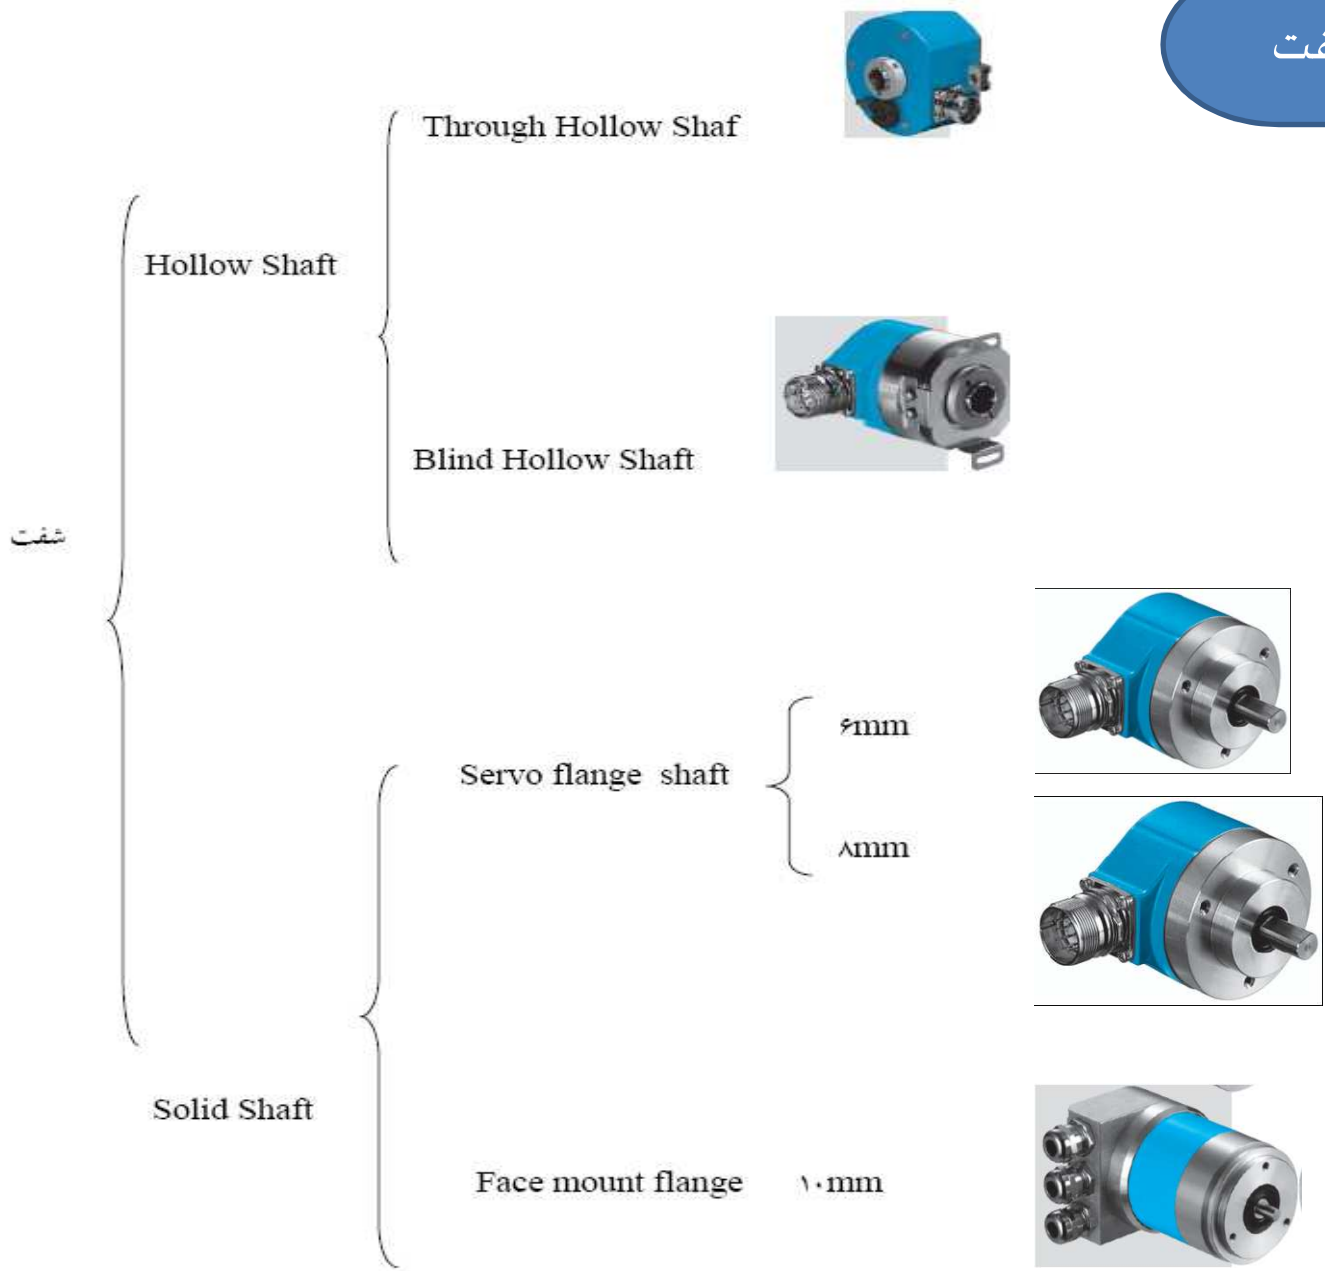 Through Hollow Shaf
Hollow Shaft
Blind Hollow Shaft
شفت
۶mm
Servo flange  shaft
۸mm
Solid Shaft
Face mount flange ۱۰mm